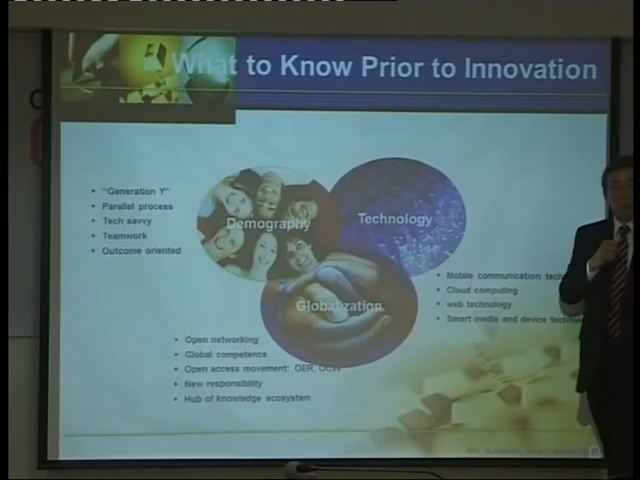 What to Know Prior to Innovation
• "Generation Y"
• Parallel process
• Tech savvy
• Teamwork
• Outcome oriented
Demography
Technology
Globalization
• Mobile communication
• Cloud computing
• web technology
• Smart media and device
• Open networking
• Global competence
• Open access movement: OER, OCW
• New responsibility
• Hub of knowledge ecosystem